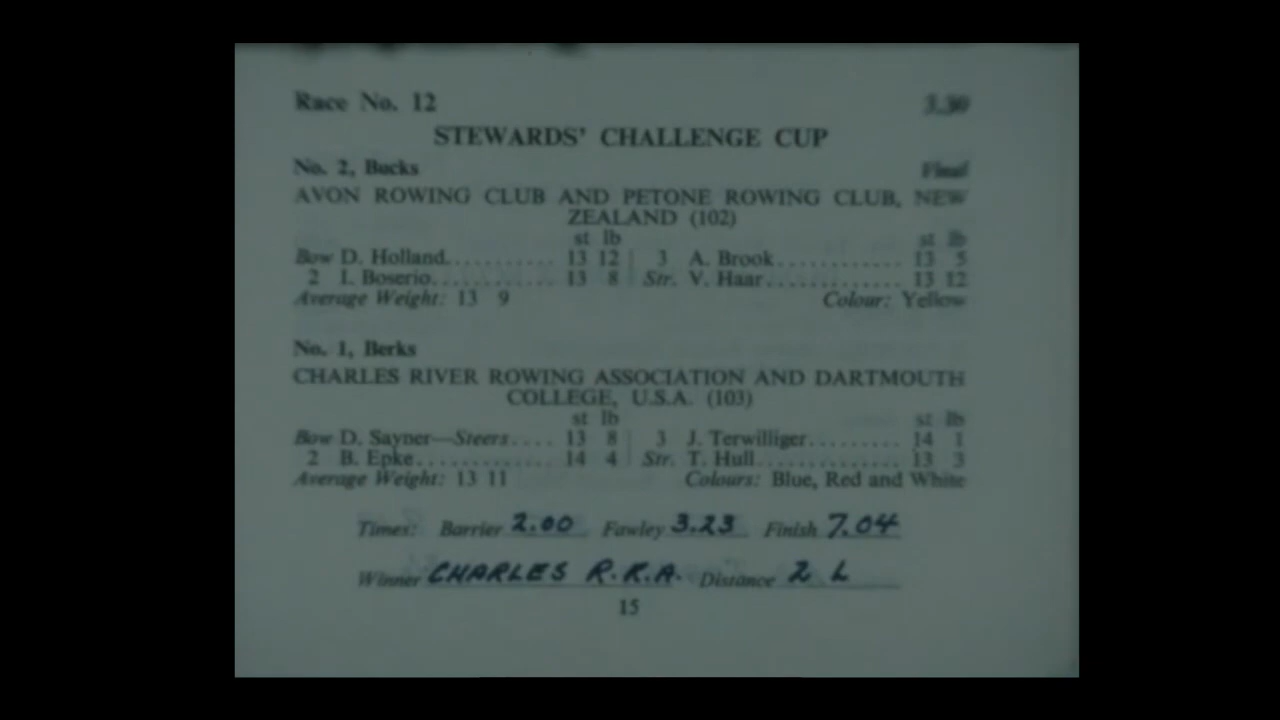 Race No. 12 3.30
STEWARDS' CHALLENGE CUP
No. 2, Bucks Final
AVON ROWING CLUB AND PETONE ROWING CLUB, NEW
ZEALAND (102)
st lb st lb
Bow D. Holland.......... 13 12 3 A. Brook............ 13 5
2 I. Boserio........... 13 8 Str. V. Haar............. 13 12
Average Weight: 13 9 Colour: Yellow
No. 1, Berks
CHARLES RIVER ROWING ASSOCIATION AND DARTMOUTH
COLLEGE, U.S.A. (103)
st lb st lb
Bow D. Sayner—Steers.... 13 8 3 J. Terwilliger......... 14 1
2 B. Epke............. 14 4 Str. T. Hull.............. 13 3
Average Weight: 13 11 Colours: Blue, Red and White
Times: Barrier 2.00 Fawley 3.23 Finish 7.04
Winner CHARLES R.R.A. Distance 2 L
15